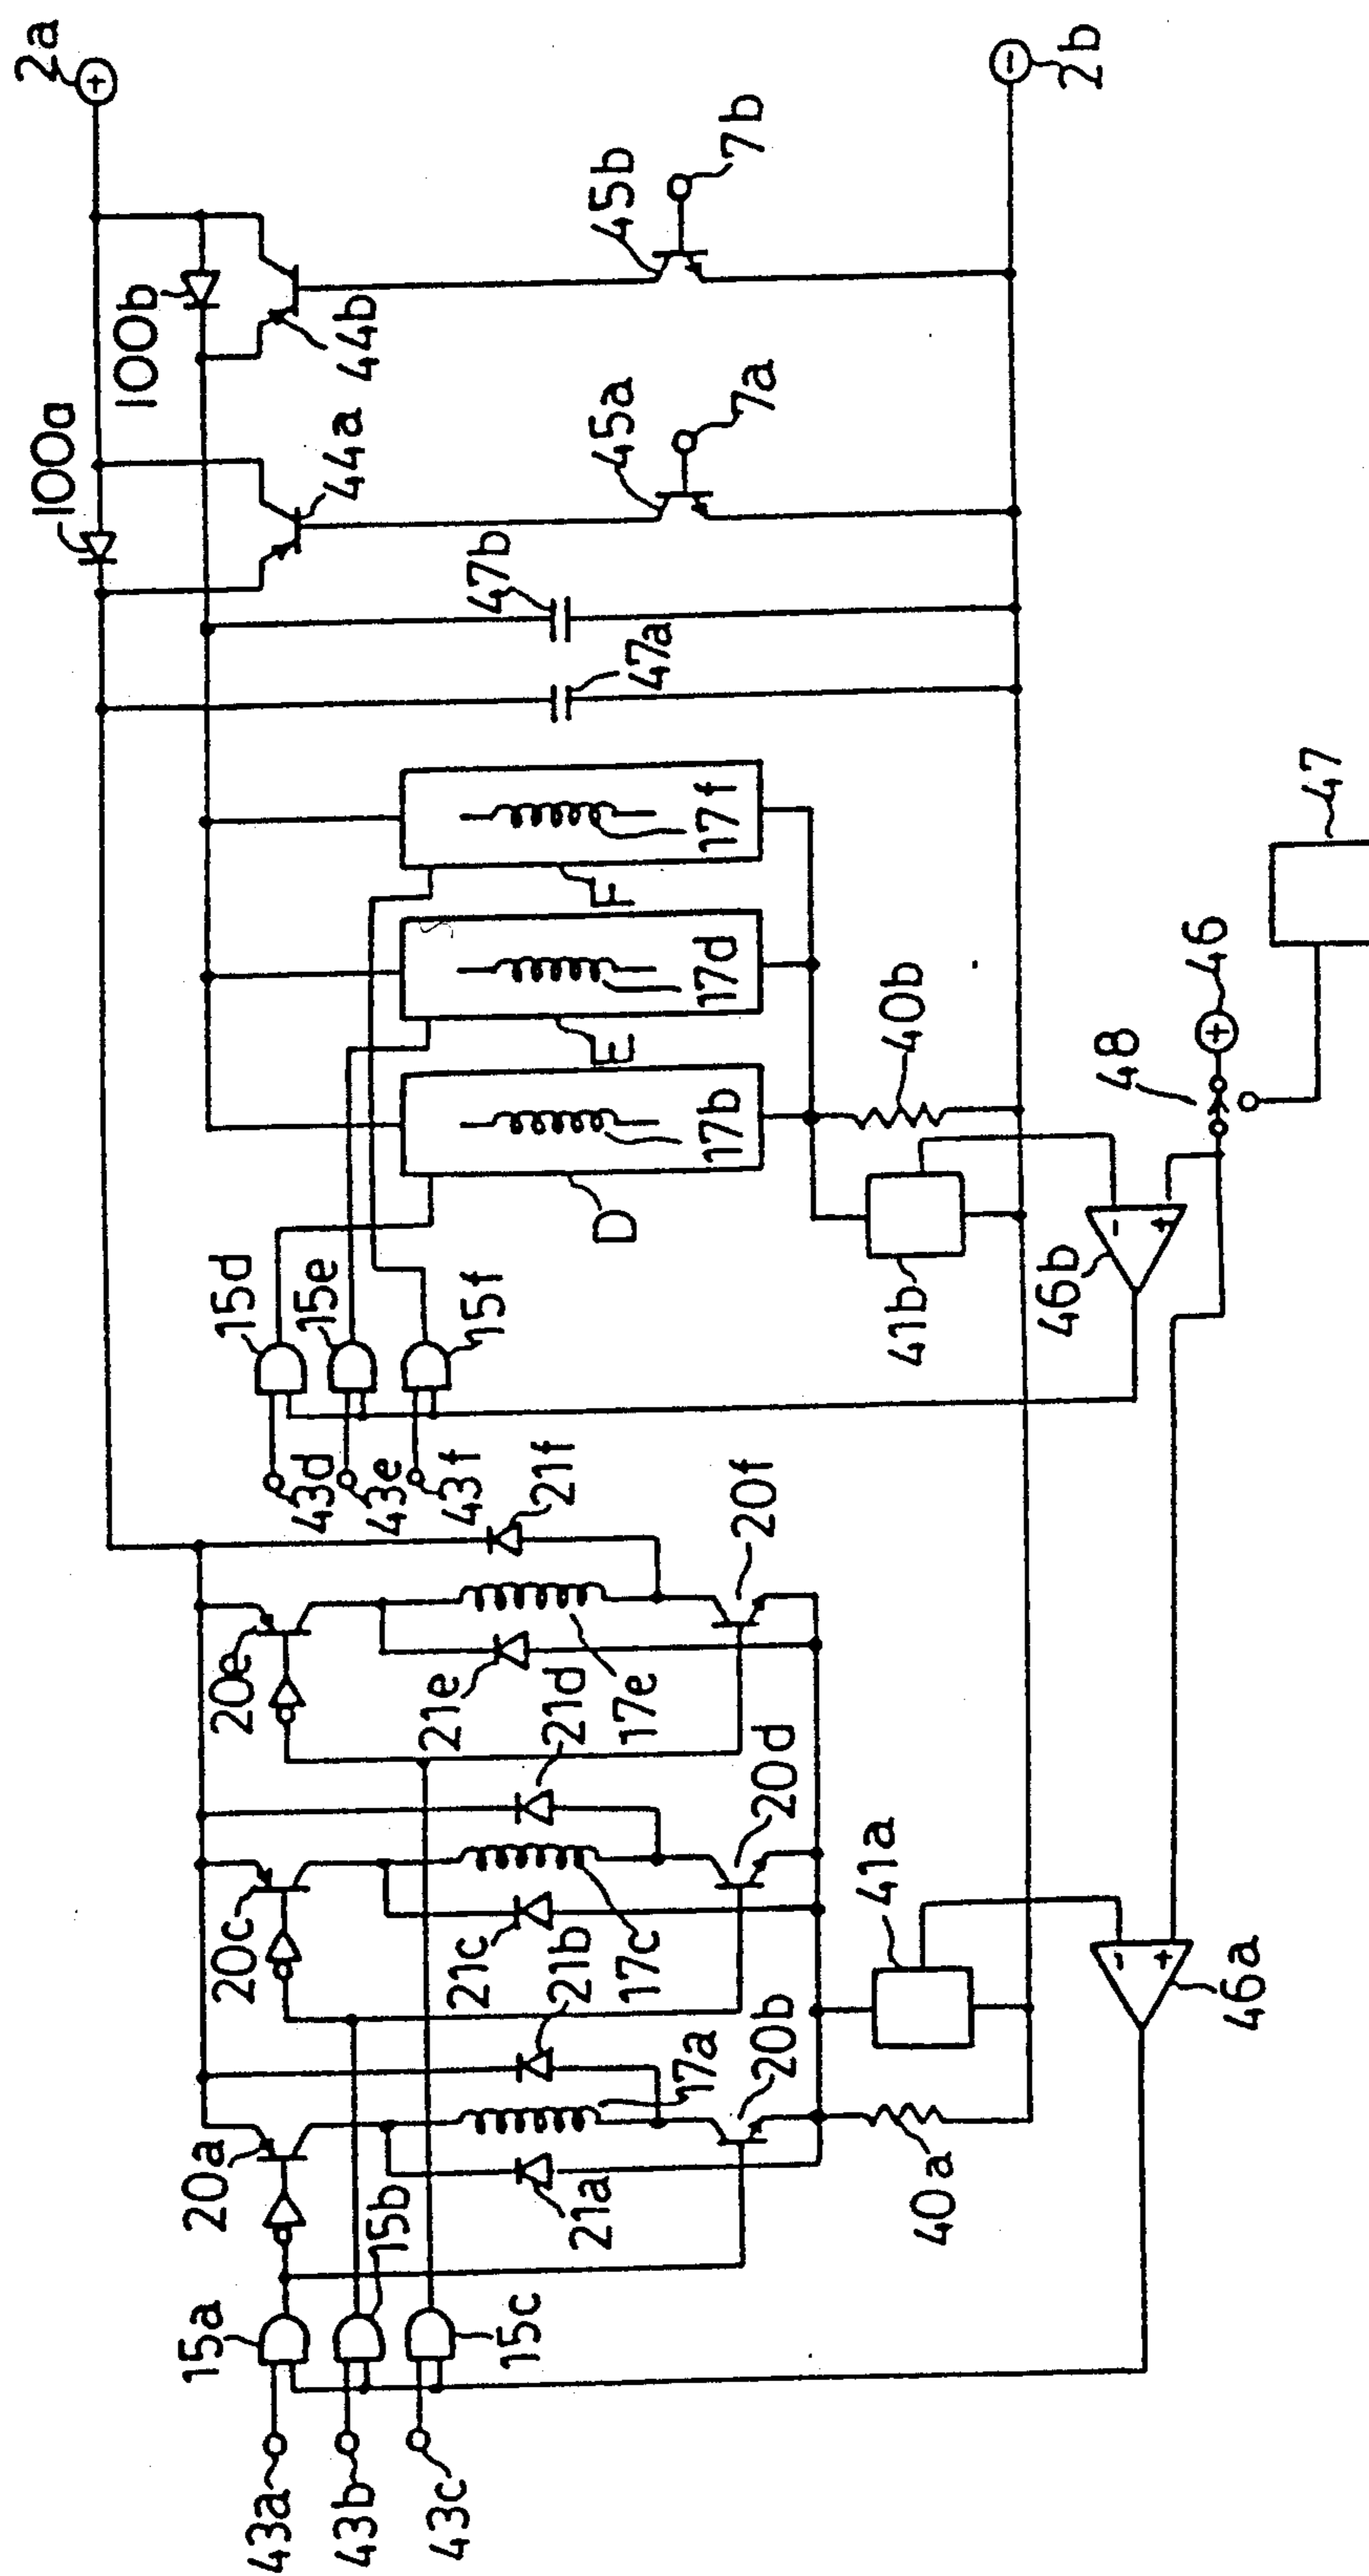 2a
+
100a
100b
44a
44b
45a
45b
7a
7b
-
2b
47a
47b
17f
F
17d
E
17b
D
40b
41b
15d
15e
15f
43d
43e
43f
46b
-
+
48
46
+
47
20e
21f
21e
17e
20f
20c
21d
21c
17c
20d
20a
21b
21a
17a
20b
41a
40a
46a
-
+
15a
15b
15c
43a
43b
43c